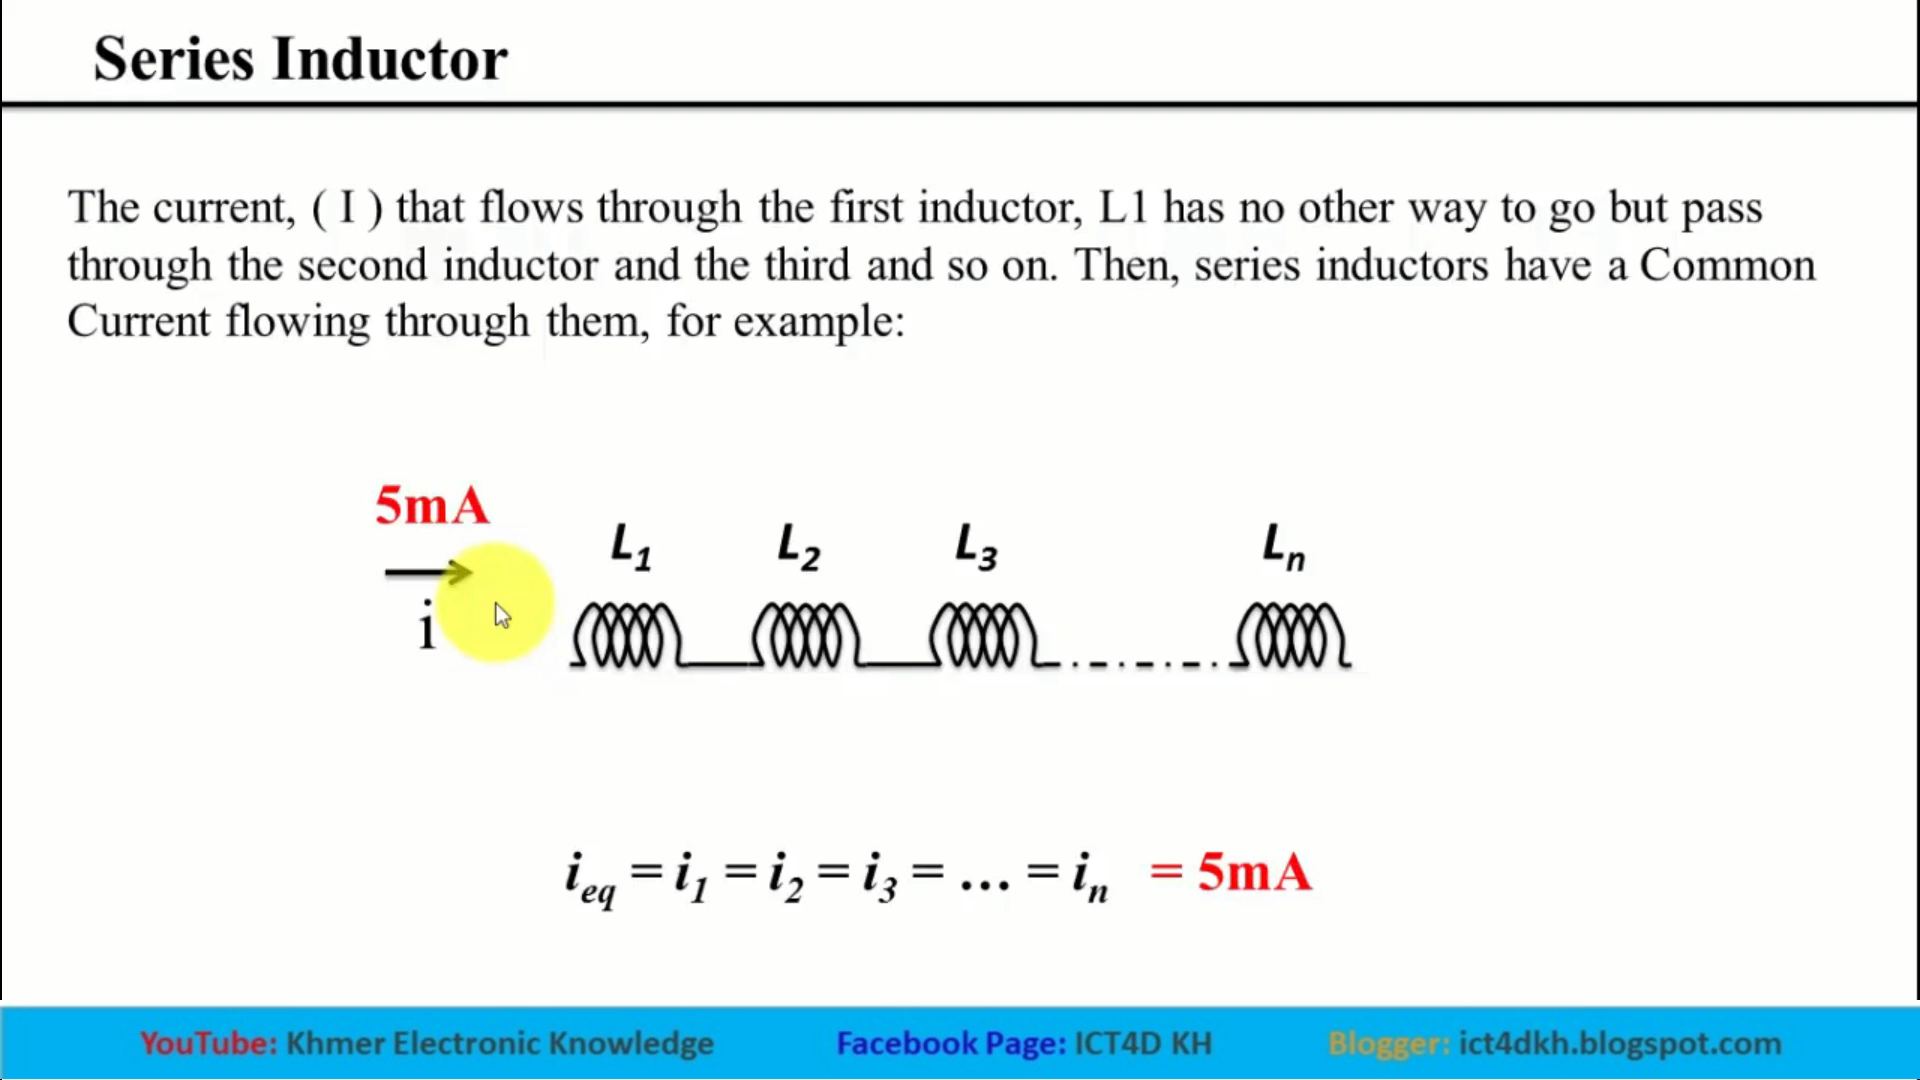 Series Inductor
The current, ( I ) that flows through the first inductor, L1 has no other way to go but pass
through the second inductor and the third and so on. Then, series inductors have a Common
Current flowing through them, for example:
5mA
i
L1 L2 L3 Ln
ieq = i1 = i2 = i3 = ... = in = 5mA
YouTube: Khmer Electronic Knowledge Facebook Page: ICT4D KH Blogger: ict4dkh.blogspot.com